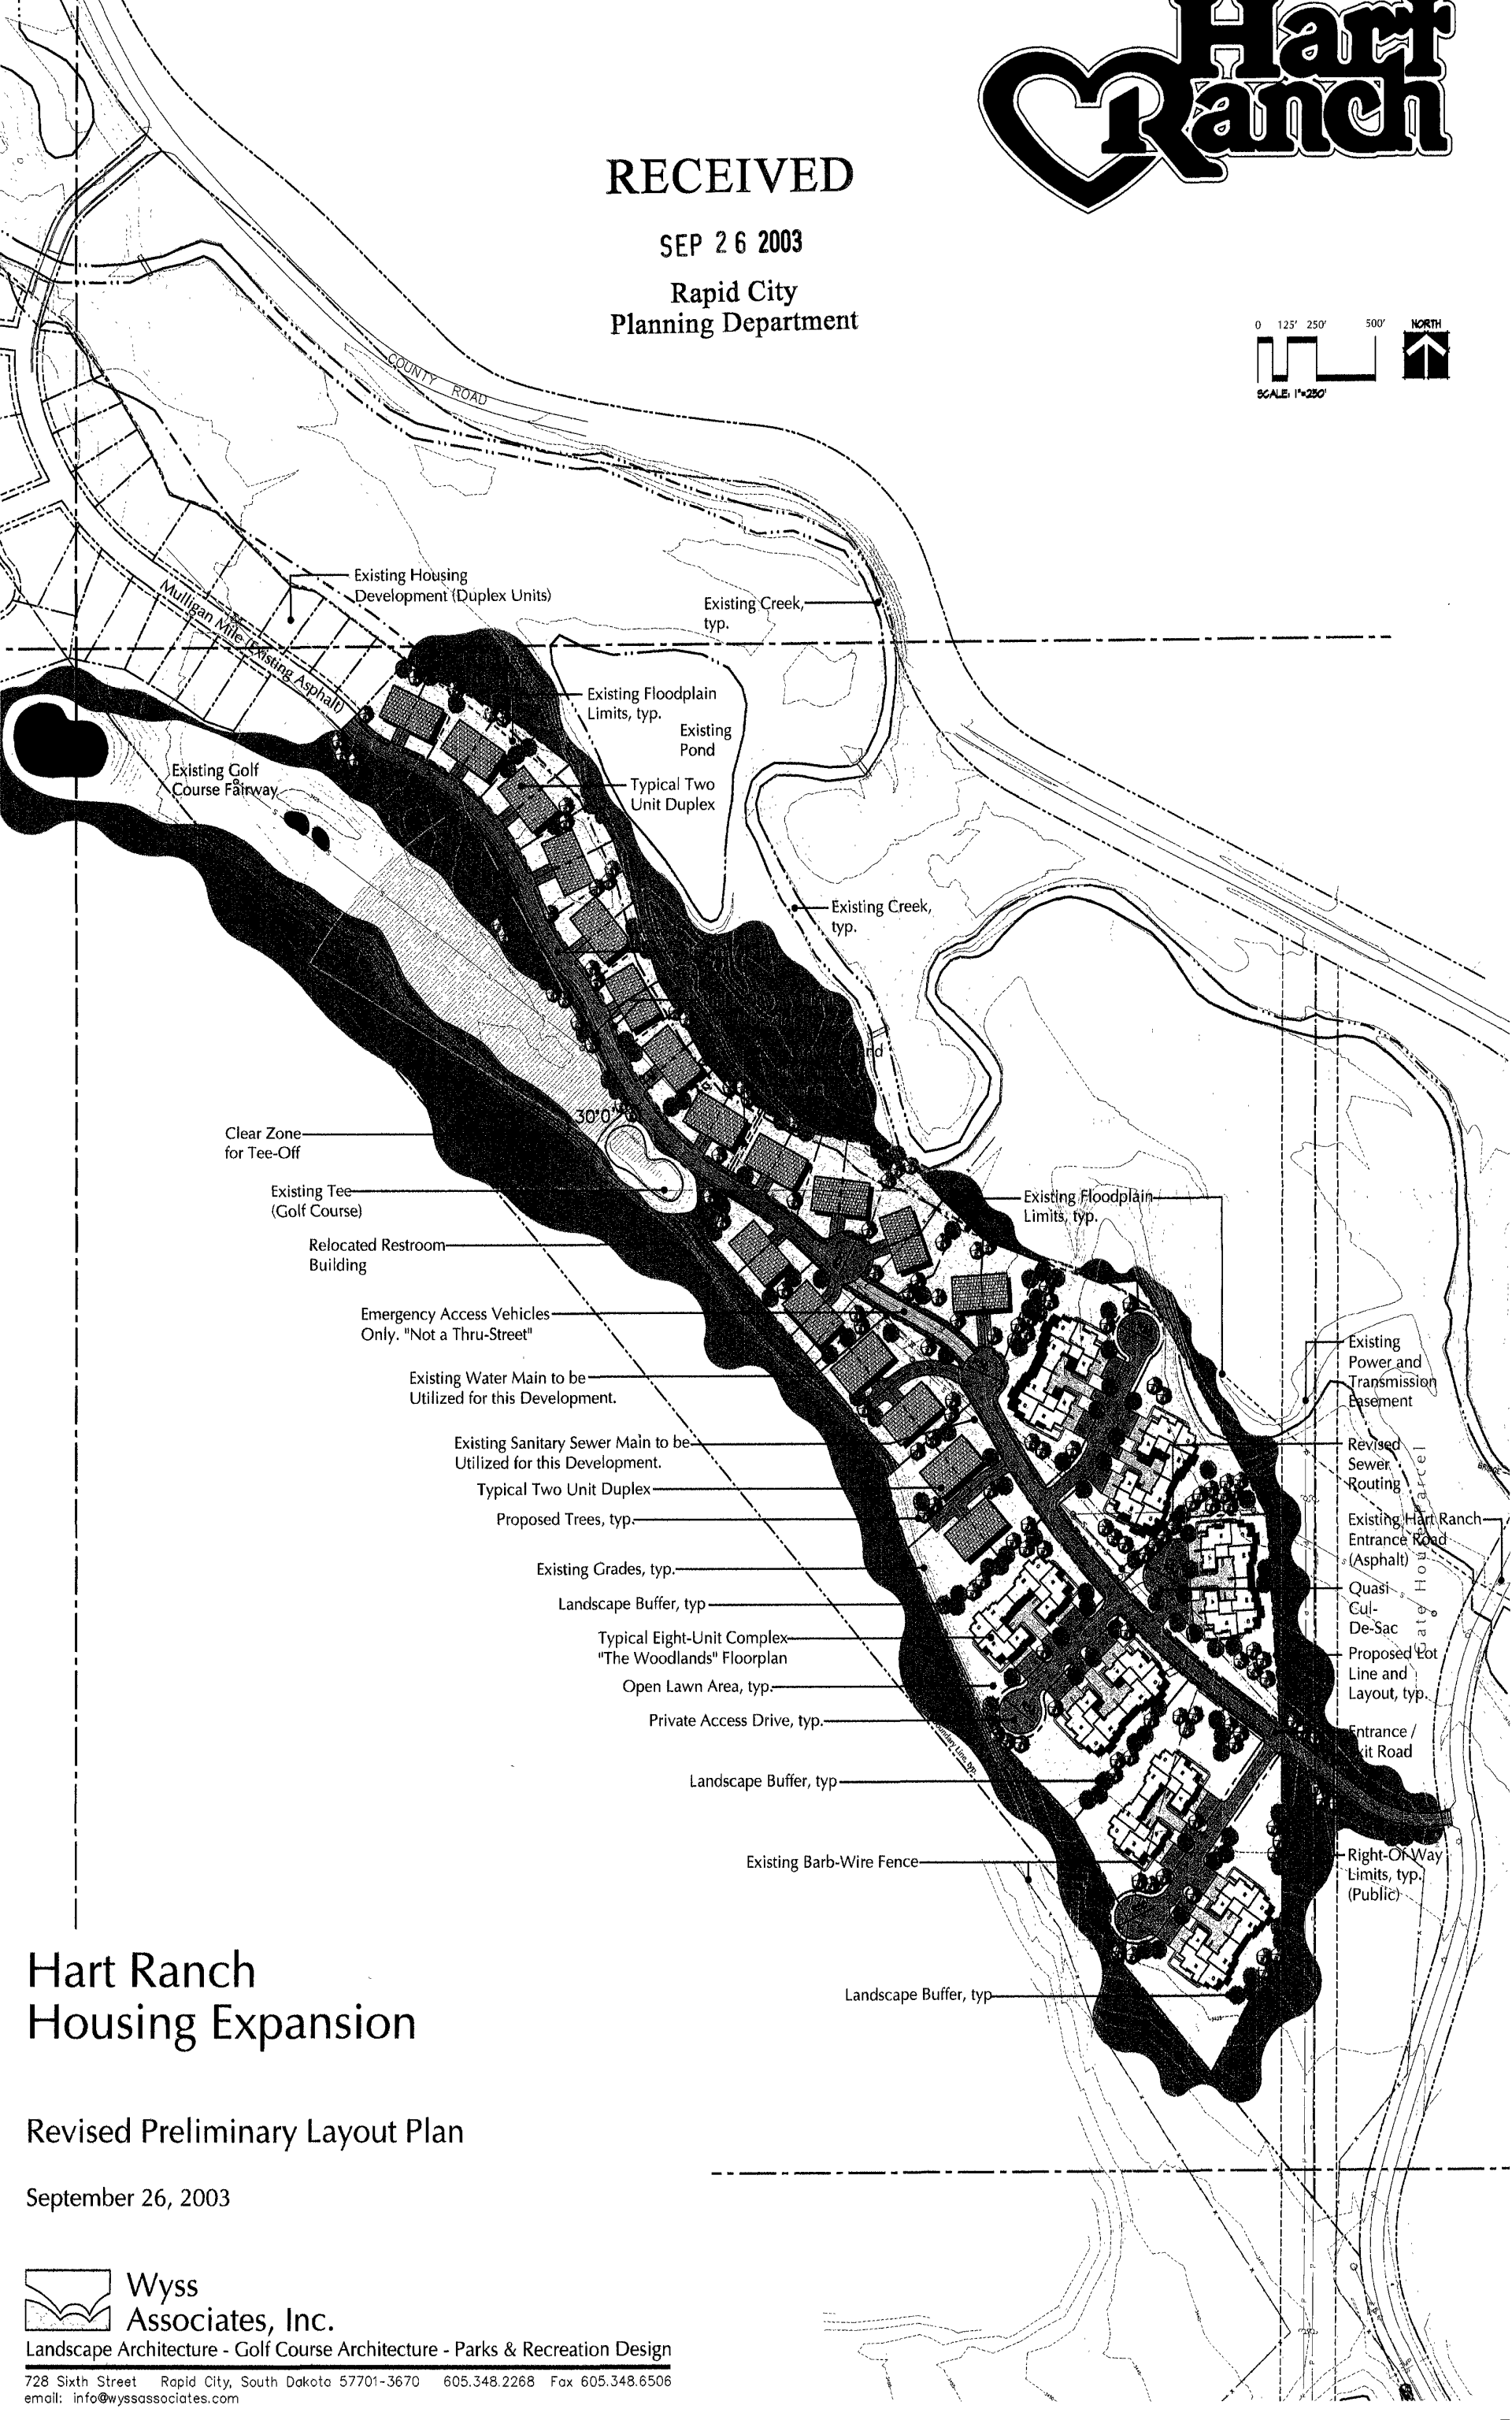 Hart
Ranch
RECEIVED
SEP 26 2003
Rapid City
Planning Department
0 125' 250' 500'
NORTH
SCALE: 1"=250'
COUNTY ROAD
Existing Housing
Development (Duplex Units)
Mulligan Mile (Existing Asphalt)
Existing Creek,
typ.
Existing Floodplain
Limits, typ.
Existing
Pond
Existing Golf
Course Fairway
Typical Two
Unit Duplex
Existing Creek,
typ.
30'0"
Clear Zone
for Tee-Off
Existing Tee
(Golf Course)
Existing Floodplain
Limits, typ.
Relocated Restroom
Building
Emergency Access Vehicles
Only. "Not a Thru-Street"
Existing
Power and
Transmission
Easement
Existing Water Main to be
Utilized for this Development.
Existing Sanitary Sewer Main to be
Utilized for this Development.
Revised
Sewer
Routing
Typical Two Unit Duplex
Proposed Trees, typ.
Existing Hart Ranch
Entrance Road
(Asphalt)
Gate House Parcel
Existing Grades, typ.
Quasi
Cul-
De-Sac
Landscape Buffer, typ
Typical Eight-Unit Complex
"The Woodlands" Floorplan
Proposed Lot
Line and
Layout, typ.
Open Lawn Area, typ.
Private Access Drive, typ.
Boundary Line, typ.
Entrance /
Exit Road
Landscape Buffer, typ
Existing Barb-Wire Fence
Right-Of-Way
Limits, typ.
(Public)
Landscape Buffer, typ
Hart Ranch
Housing Expansion
Revised Preliminary Layout Plan
September 26, 2003
Wyss
Associates, Inc.
Landscape Architecture - Golf Course Architecture - Parks & Recreation Design
728 Sixth Street Rapid City, South Dakota 57701-3670 605.348.2268 Fax 605.348.6506
email: info@wyssassociates.com